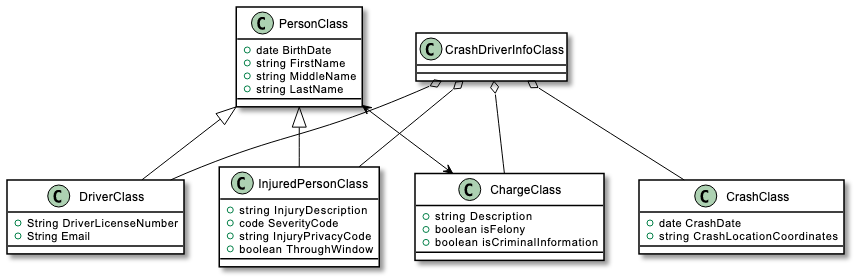 C PersonClass
date BirthDate
string FirstName
string MiddleName
string LastName
C CrashDriverInfoClass
C DriverClass
String DriverLicenseNumber
String Email
C InjuredPersonClass
string InjuryDescription
code SeverityCode
string InjuryPrivacyCode
boolean ThroughWindow
C ChargeClass
string Description
boolean isFelony
boolean isCriminalInformation
C CrashClass
date CrashDate
string CrashLocationCoordinates